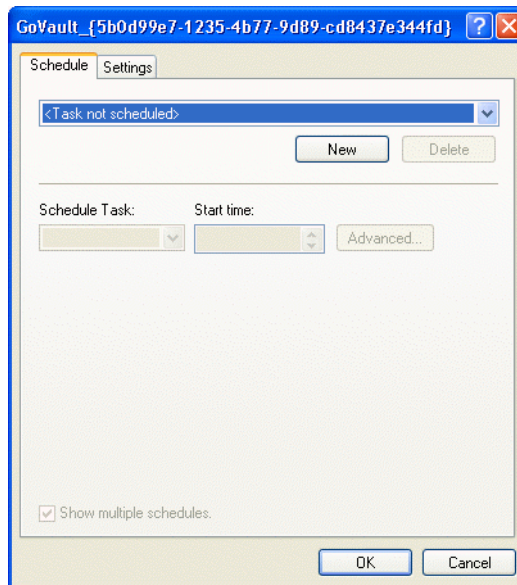 GoVault_{5b0d99e7-1235-4b77-9d89-cd8437e344fd}
Schedule Settings
<Task not scheduled>
New Delete
Schedule Task: Start time:
Advanced...
Show multiple schedules.
OK Cancel